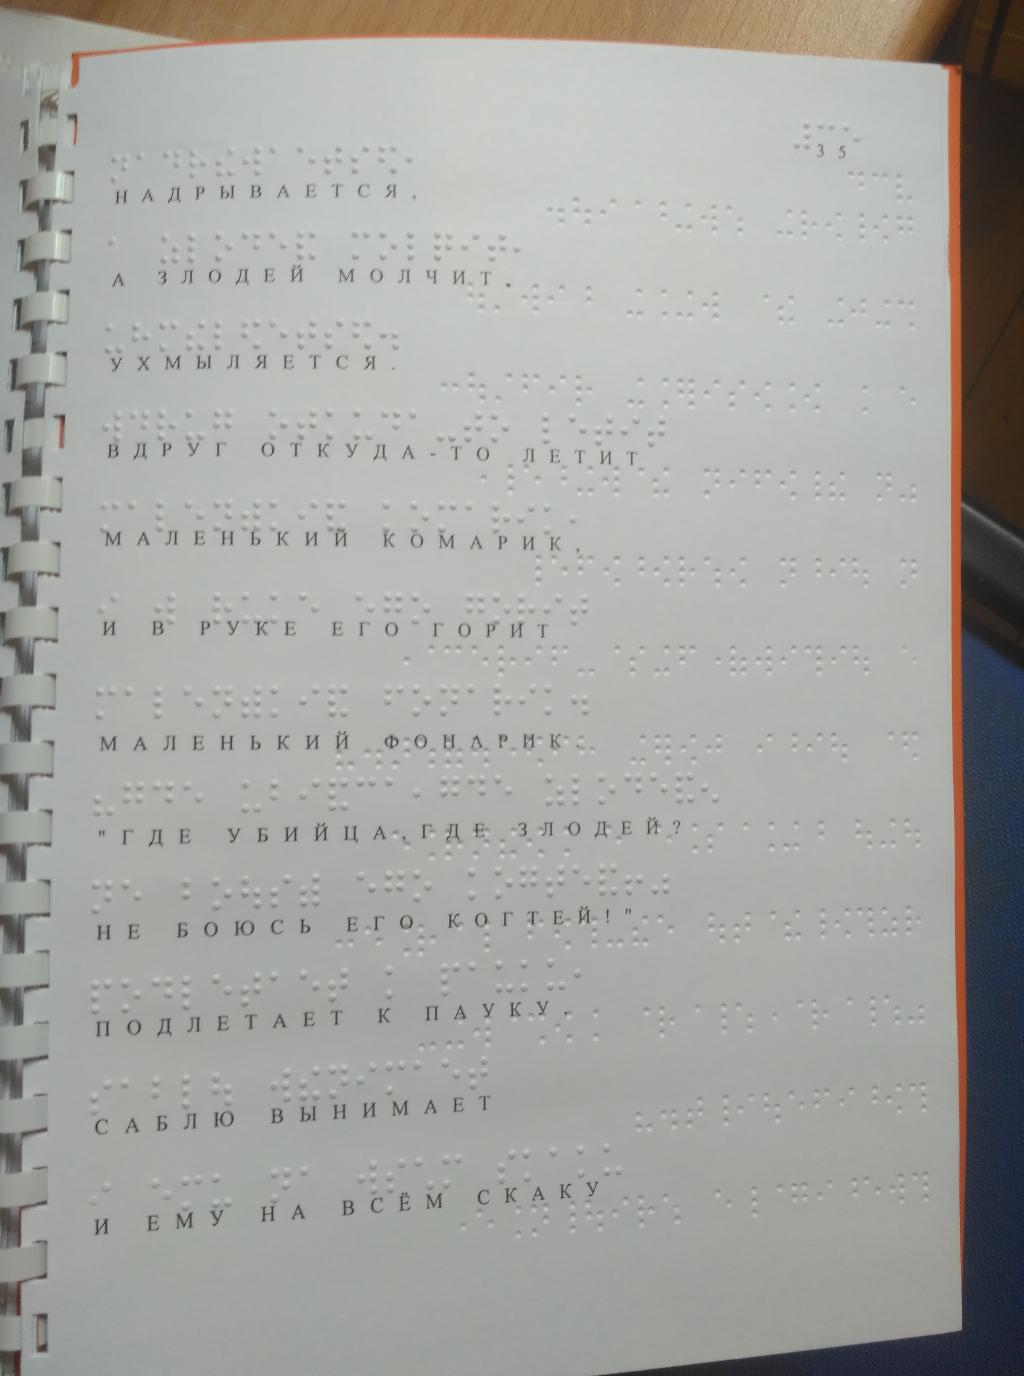 35
НАДРЫВАЕТСЯ,
А ЗЛОДЕЙ МОЛЧИТ,
УХМЫЛЯЕТСЯ.
ВДРУГ ОТКУДА-ТО ЛЕТИТ
МАЛЕНЬКИЙ КОМАРИК,
И В РУКЕ ЕГО ГОРИТ
МАЛЕНЬКИЙ ФОНАРИК.
"ГДЕ УБИЙЦА,ГДЕ ЗЛОДЕЙ?
НЕ БОЮСЬ ЕГО КОГТЕЙ!"
ПОДЛЕТАЕТ К ПАУКУ,
САБЛЮ ВЫНИМАЕТ
И ЕМУ НА ВСЁМ СКАКУ